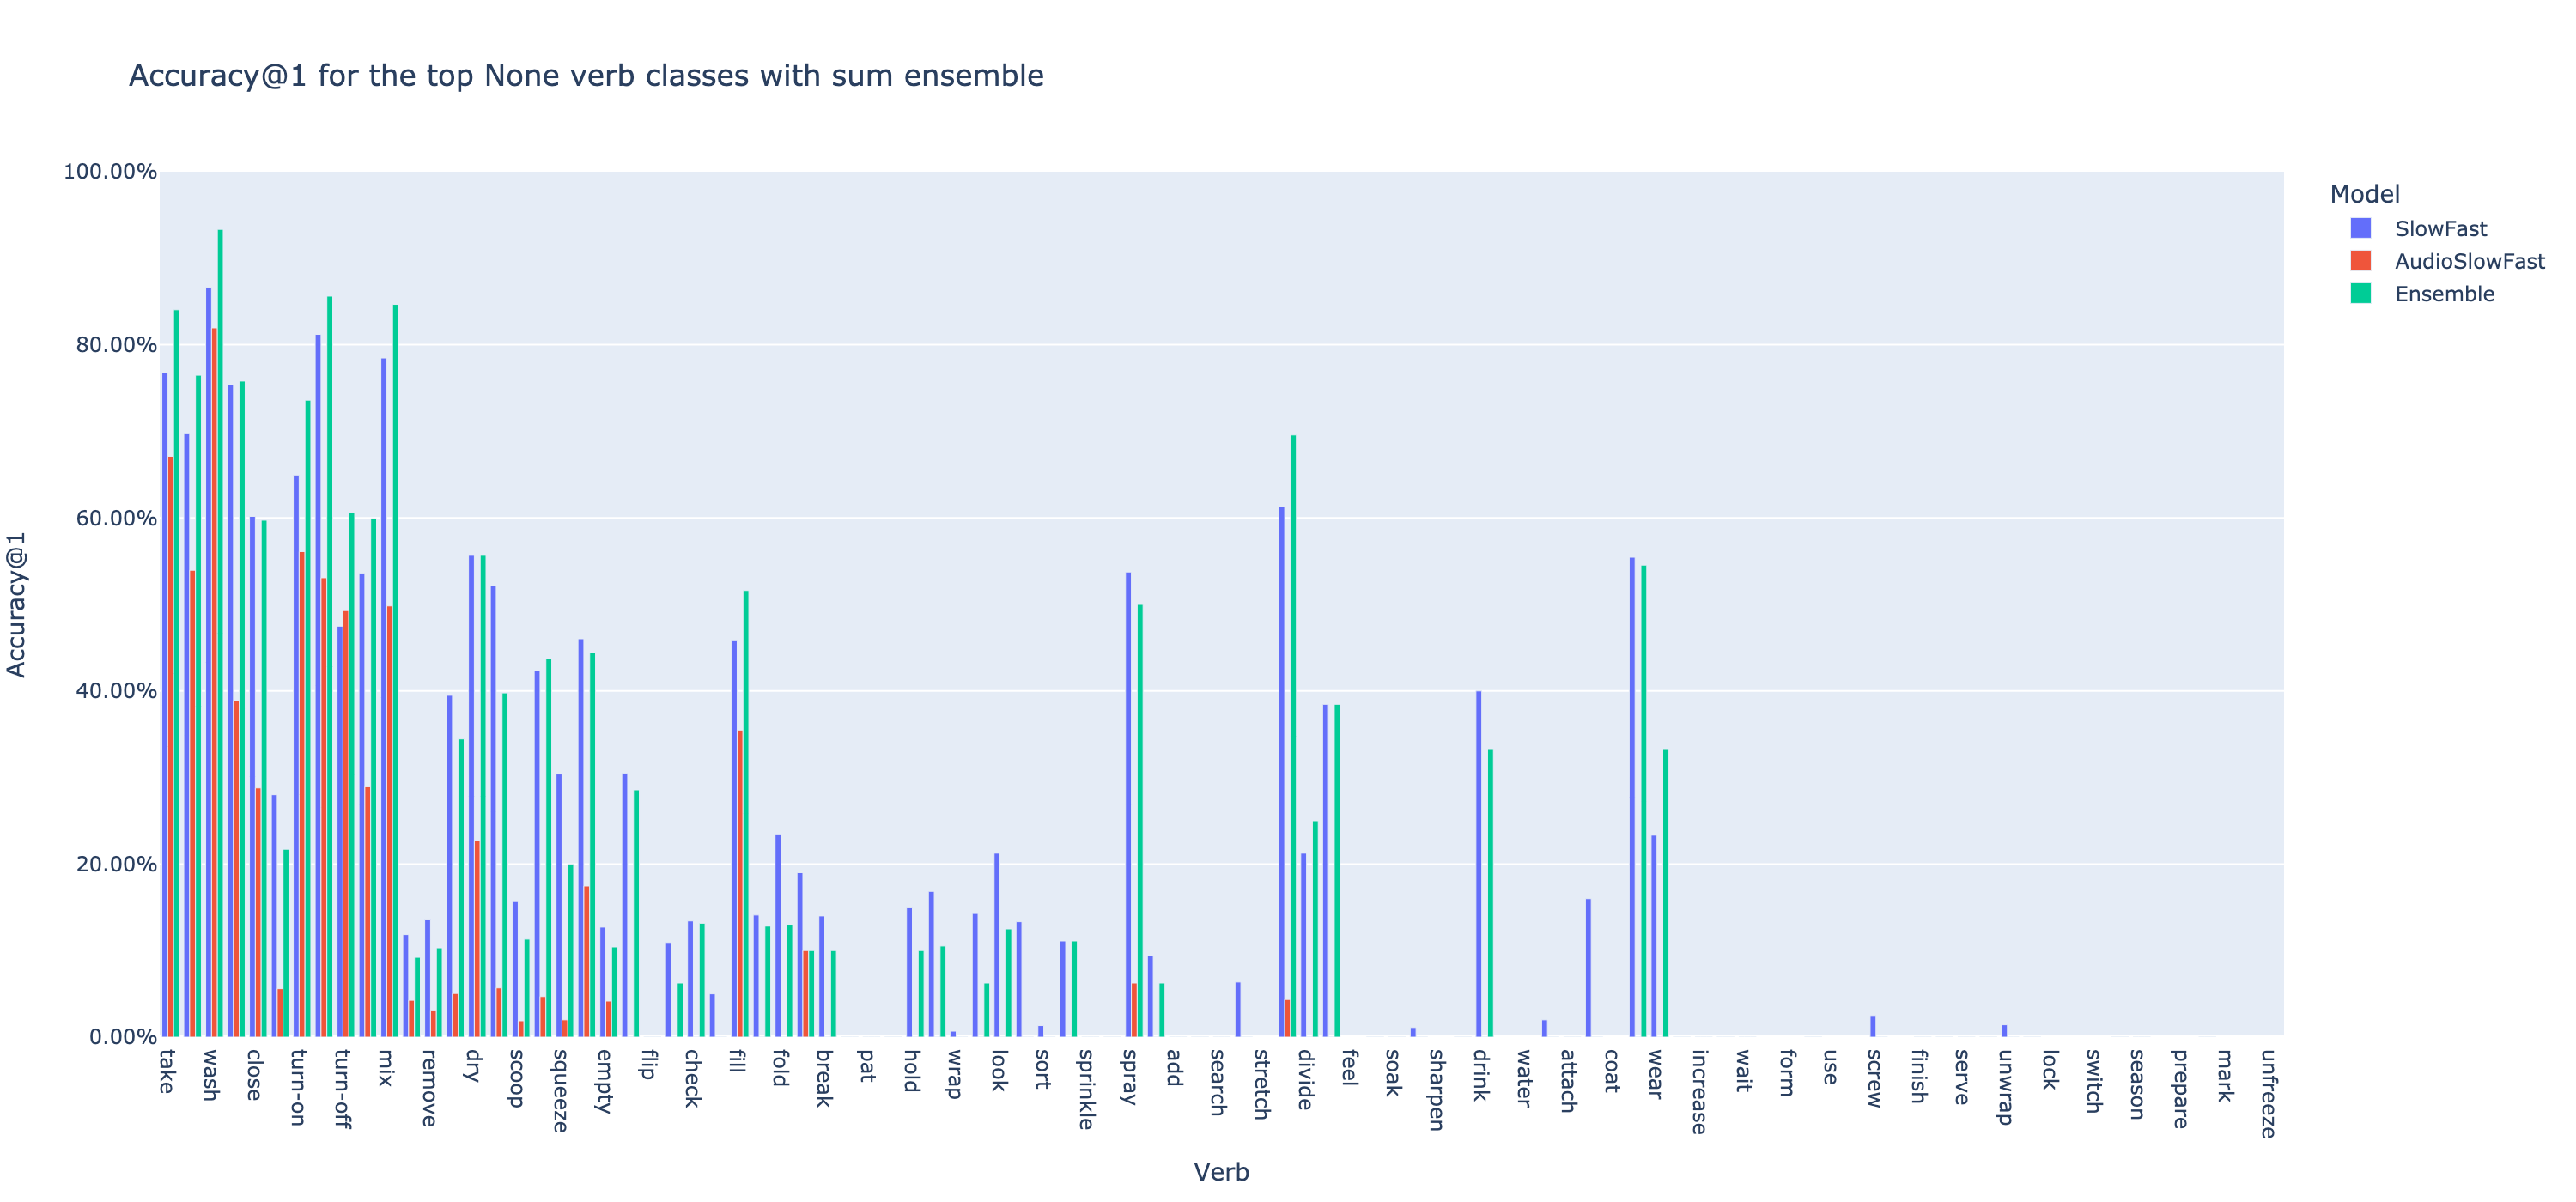 Accuracy@1 for the top None verb classes with sum ensemble
100.00%
80.00%
60.00%
40.00%
20.00%
0.00%
Accuracy@1
take
wash
close
turn-on
turn-off
mix
remove
dry
scoop
squeeze
empty
flip
check
fill
fold
break
pat
hold
wrap
look
sort
sprinkle
spray
add
search
stretch
divide
feel
soak
sharpen
drink
water
attach
coat
wear
increase
wait
form
use
screw
finish
serve
unwrap
lock
switch
season
prepare
mark
unfreeze
Verb
Model
SlowFast
AudioSlowFast
Ensemble